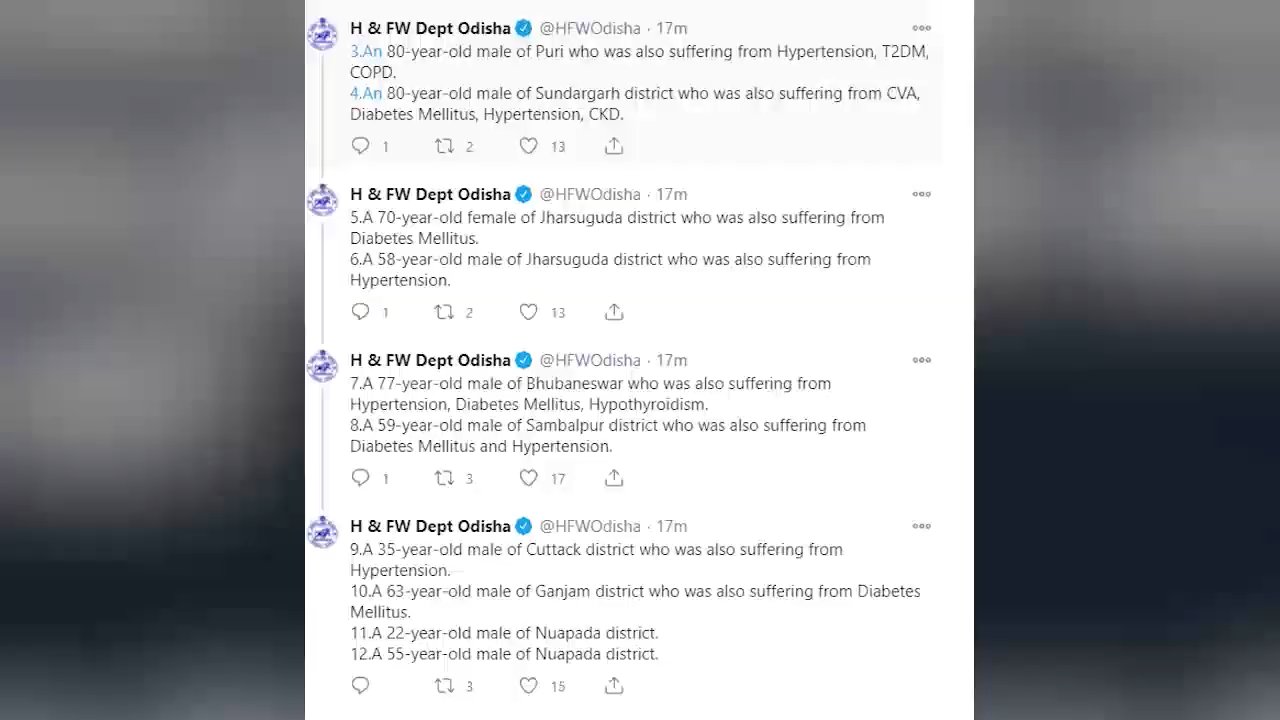 H & FW Dept Odisha @HFWOdisha · 17m
3.An 80-year-old male of Puri who was also suffering from Hypertension, T2DM,
COPD.
4.An 80-year-old male of Sundargarh district who was also suffering from CVA,
Diabetes Mellitus, Hypertension, CKD.
1 2 13
H & FW Dept Odisha @HFWOdisha · 17m
5.A 70-year-old female of Jharsuguda district who was also suffering from
Diabetes Mellitus.
6.A 58-year-old male of Jharsuguda district who was also suffering from
Hypertension.
1 2 13
H & FW Dept Odisha @HFWOdisha · 17m
7.A 77-year-old male of Bhubaneswar who was also suffering from
Hypertension, Diabetes Mellitus, Hypothyroidism.
8.A 59-year-old male of Sambalpur district who was also suffering from
Diabetes Mellitus and Hypertension.
1 3 17
H & FW Dept Odisha @HFWOdisha · 17m
9.A 35-year-old male of Cuttack district who was also suffering from
Hypertension.
10.A 63-year-old male of Ganjam district who was also suffering from Diabetes
Mellitus.
11.A 22-year-old male of Nuapada district.
12.A 55-year-old male of Nuapada district.
3 15